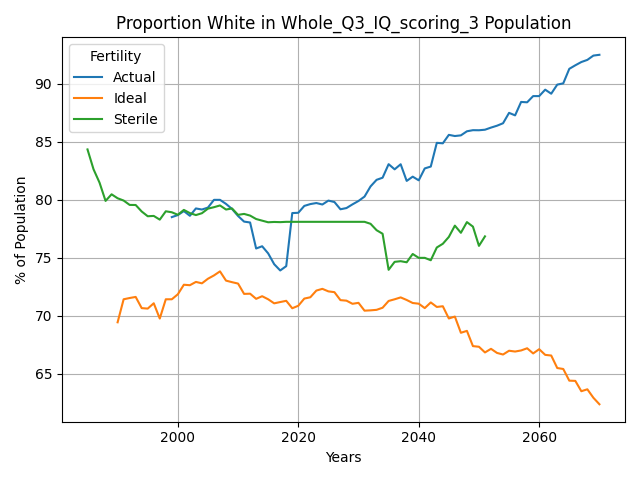 Proportion White in Whole_Q3_IQ_scoring_3 Population
Fertility
Actual
Ideal
Sterile
% of Population
90
85
80
75
70
65
2000
2020
2040
2060
Years